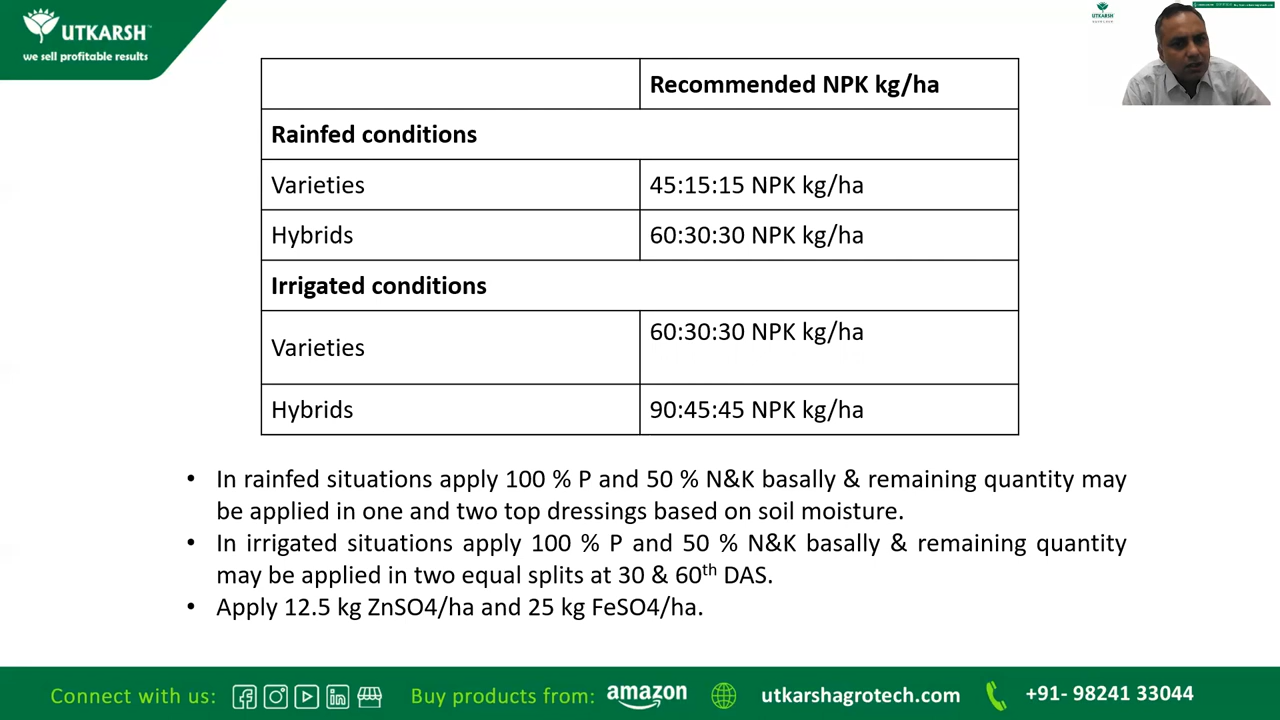 UTKARSH™
we sell profitable results
UTKARSH
Recommended NPK kg/ha
Rainfed conditions
Varieties 45:15:15 NPK kg/ha
Hybrids 60:30:30 NPK kg/ha
Irrigated conditions
Varieties 60:30:30 NPK kg/ha
Hybrids 90:45:45 NPK kg/ha
• In rainfed situations apply 100 % P and 50 % N&K basally & remaining quantity may
be applied in one and two top dressings based on soil moisture.
• In irrigated situations apply 100 % P and 50 % N&K basally & remaining quantity
may be applied in two equal splits at 30 & 60th DAS.
• Apply 12.5 kg ZnSO4/ha and 25 kg FeSO4/ha.
Connect with us: Buy products from: amazon utkarshagrotech.com +91- 98241 33044